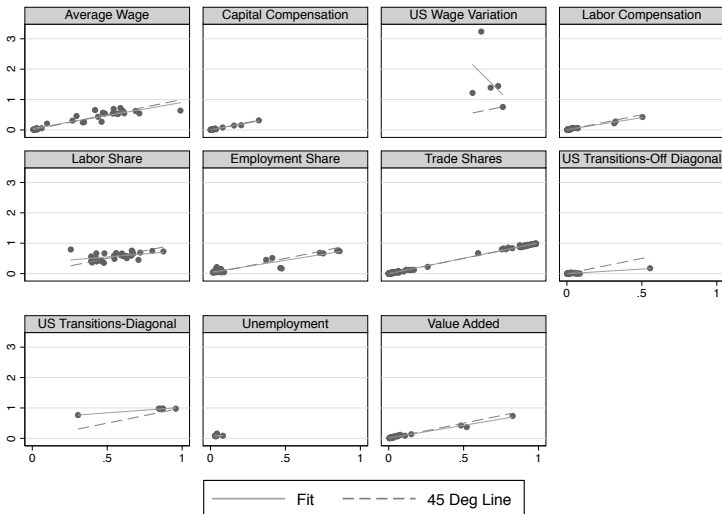 Average Wage
Capital Compensation
US Wage Variation
Labor Compensation
0 1 2 3
Labor Share
Employment Share
Trade Shares
US Transitions-Off Diagonal
0 1 2 3
0 .5 1
US Transitions-Diagonal
Unemployment
Value Added
0 1 2 3
0 .5 1
0 .5 1
0 .5 1
Fit
45 Deg Line